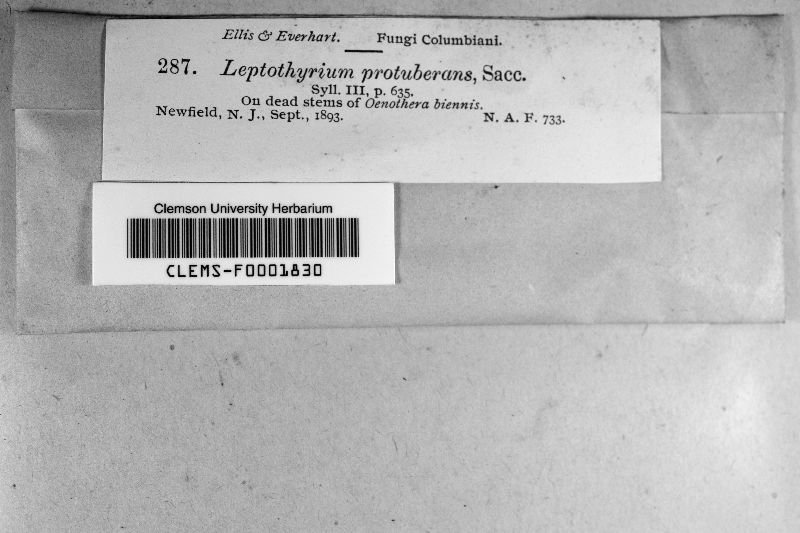 Ellis & Everhart. Fungi Columbiani.
287. Leptothyrium protuberans, Sacc.
Syll. III, p. 635.
On dead stems of Oenothera biennis.
Newfield, N. J., Sept., 1893. N. A. F. 733.
Clemson University Herbarium
CLEMS-F0001830